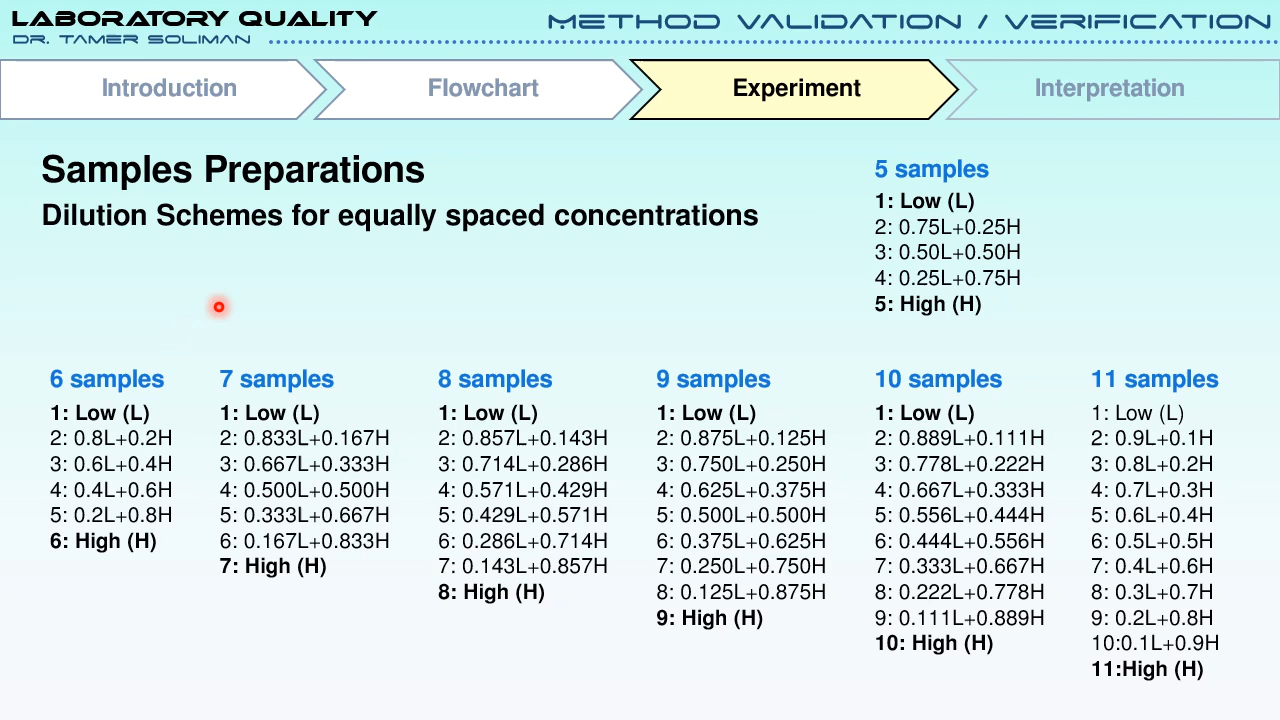 LABORATORY QUALITY
DR. TAMER SOLIMAN
METHOD VALIDATION / VERIFICATION
Introduction
Flowchart
Experiment
Interpretation
Samples Preparations
Dilution Schemes for equally spaced concentrations
5 samples
1: Low (L)
2: 0.75L+0.25H
3: 0.50L+0.50H
4: 0.25L+0.75H
5: High (H)
6 samples
1: Low (L)
2: 0.8L+0.2H
3: 0.6L+0.4H
4: 0.4L+0.6H
5: 0.2L+0.8H
6: High (H)
7 samples
1: Low (L)
2: 0.833L+0.167H
3: 0.667L+0.333H
4: 0.500L+0.500H
5: 0.333L+0.667H
6: 0.167L+0.833H
7: High (H)
8 samples
1: Low (L)
2: 0.857L+0.143H
3: 0.714L+0.286H
4: 0.571L+0.429H
5: 0.429L+0.571H
6: 0.286L+0.714H
7: 0.143L+0.857H
8: High (H)
9 samples
1: Low (L)
2: 0.875L+0.125H
3: 0.750L+0.250H
4: 0.625L+0.375H
5: 0.500L+0.500H
6: 0.375L+0.625H
7: 0.250L+0.750H
8: 0.125L+0.875H
9: High (H)
10 samples
1: Low (L)
2: 0.889L+0.111H
3: 0.778L+0.222H
4: 0.667L+0.333H
5: 0.556L+0.444H
6: 0.444L+0.556H
7: 0.333L+0.667H
8: 0.222L+0.778H
9: 0.111L+0.889H
10: High (H)
11 samples
1: Low (L)
2: 0.9L+0.1H
3: 0.8L+0.2H
4: 0.7L+0.3H
5: 0.6L+0.4H
6: 0.5L+0.5H
7: 0.4L+0.6H
8: 0.3L+0.7H
9: 0.2L+0.8H
10:0.1L+0.9H
11:High (H)